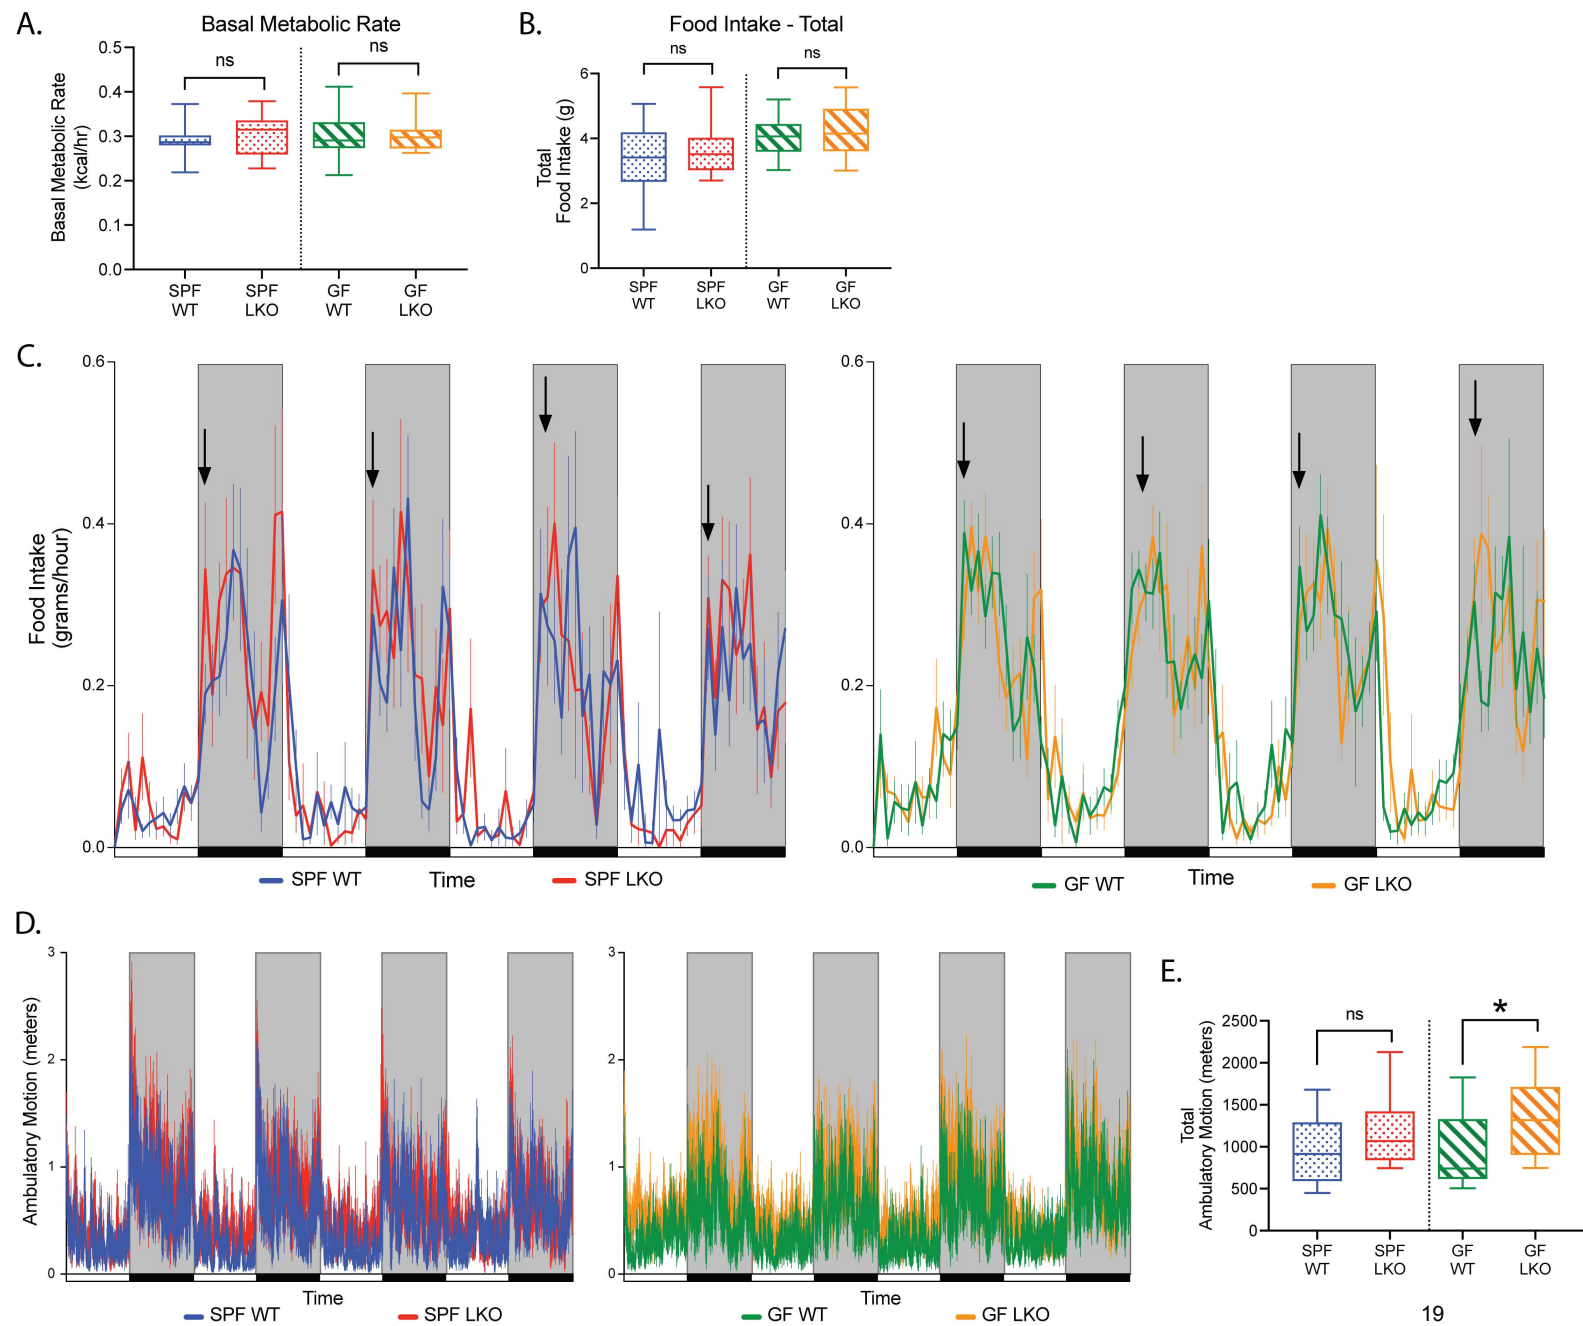 A.
Basal Metabolic Rate
Basal Metabolic Rate
(kcal/hr)
0.5
0.4
0.3
0.2
0.1
0.0
ns
ns
SPF
WT
SPF
LKO
GF
WT
GF
LKO
B.
Food Intake - Total
Total
Food Intake (g)
6
4
2
0
ns
ns
SPF
WT
SPF
LKO
GF
WT
GF
LKO
C.
Food Intake
(grams/hour)
0.6
0.4
0.2
0.0
SPF WT
Time
SPF LKO
0.6
0.4
0.2
0.0
GF WT
Time
GF LKO
D.
Ambulatory Motion (meters)
3
2
1
0
Time
SPF WT
SPF LKO
3
2
1
0
Time
GF WT
GF LKO
E.
Total
Ambulatory Motion (meters)
2500
2000
1500
1000
500
0
ns
*
SPF
WT
SPF
LKO
GF
WT
GF
LKO
19